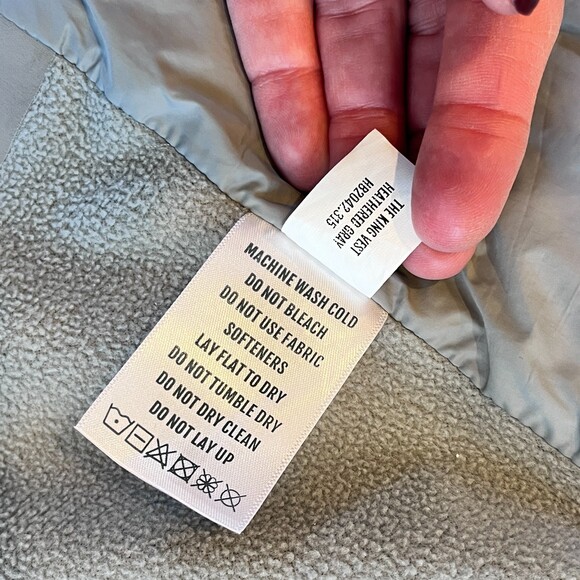 THE KING VEST
HEATHERED GRAY
HB2042.315
MACHINE WASH COLD
DO NOT BLEACH
DO NOT USE FABRIC
SOFTENERS
LAY FLAT TO DRY
DO NOT TUMBLE DRY
DO NOT DRY CLEAN
DO NOT LAY UP